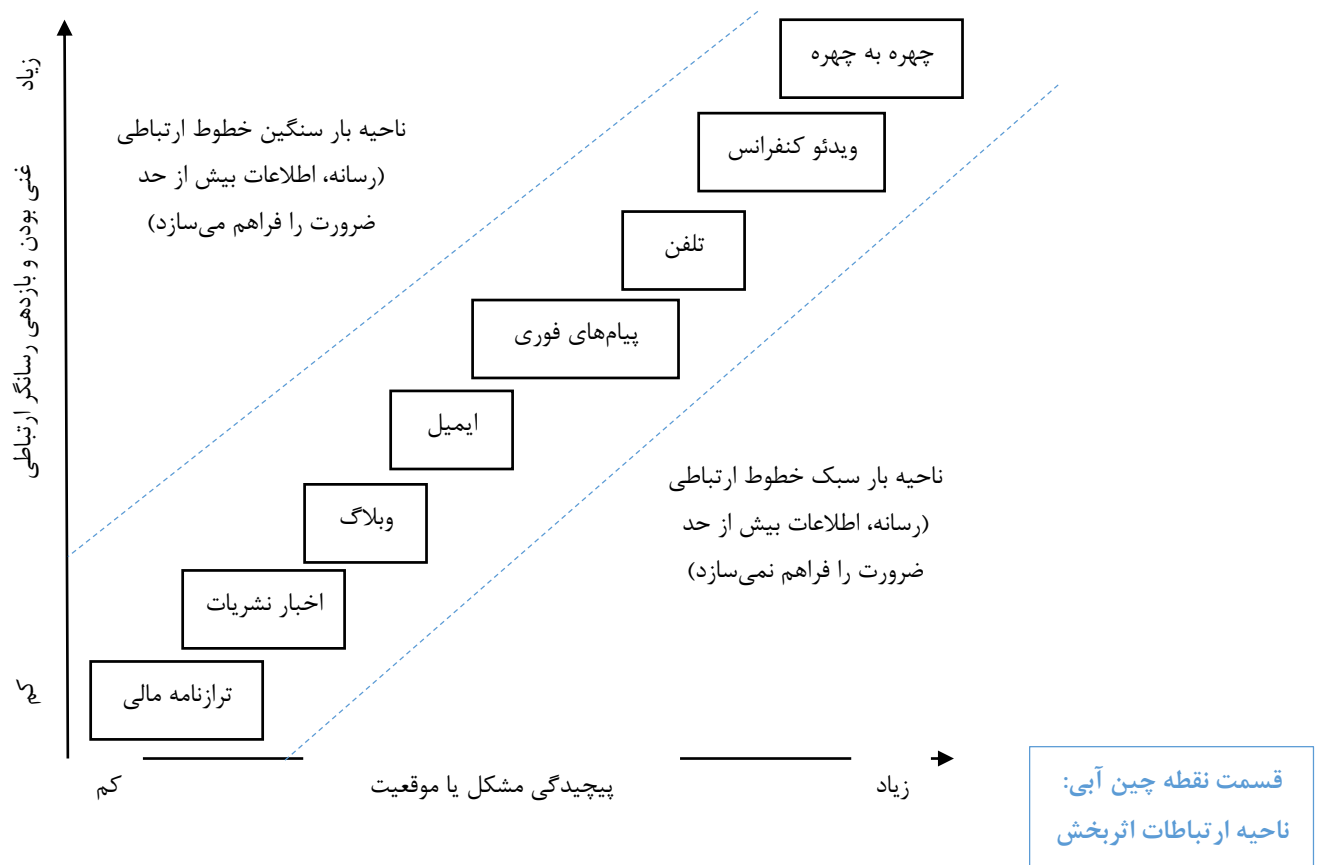 چهره به چهره
زیاد
ناحیه بار سنگین خطوط ارتباطی
(رسانه، اطلاعات بیش از حد
ضرورت را فراهم می‌سازد)
ویدئو کنفرانس
غنی بودن و بازدهی رسانگر ارتباطی
تلفن
پیام‌های فوری
ایمیل
ناحیه بار سبک خطوط ارتباطی
(رسانه، اطلاعات بیش از حد
ضرورت را فراهم نمی‌سازد)
وبلاگ
اخبار نشریات
کم
ترازنامه مالی
زیاد
پیچیدگی مشکل یا موقعیت
کم
قسمت نقطه چین آبی:
ناحیه ارتباطات اثربخش